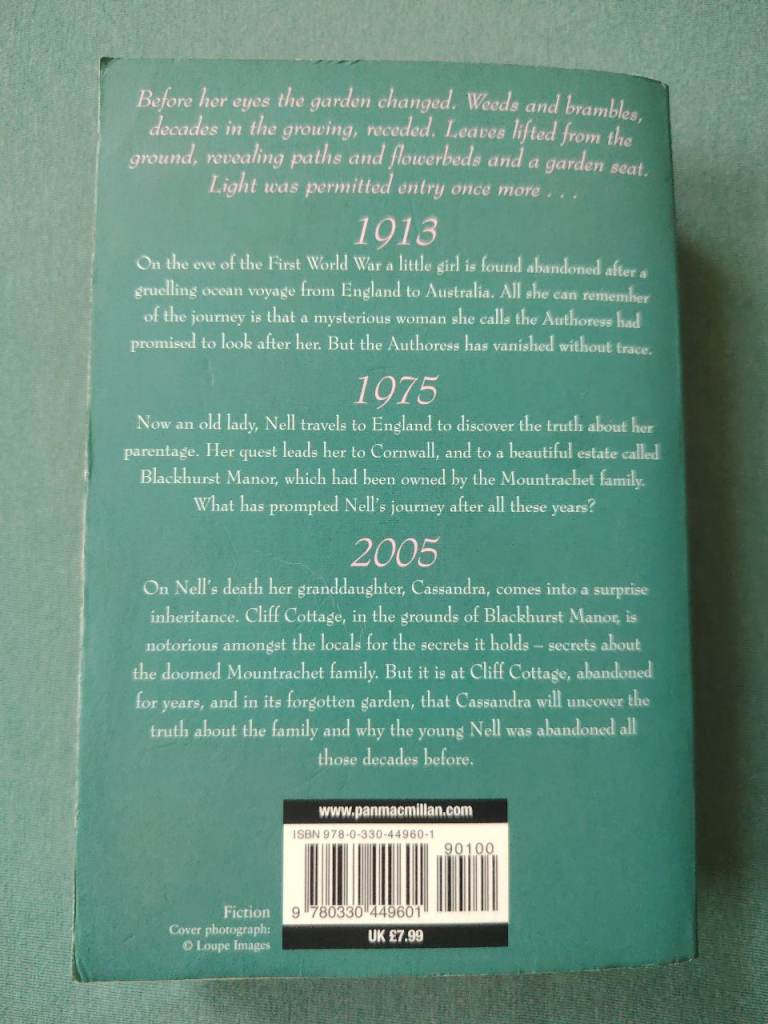 Before her eyes the garden changed. Weeds and brambles,
decades in the growing, receded. Leaves lifted from the
ground, revealing paths and flowerbeds and a garden seat.
Light was permitted entry once more . . .
1913
On the eve of the First World War a little girl is found abandoned after a
gruelling ocean voyage from England to Australia. All she can remember
of the journey is that a mysterious woman she calls the Authoress had
promised to look after her. But the Authoress has vanished without trace.
1975
Now an old lady, Nell travels to England to discover the truth about her
parentage. Her quest leads her to Cornwall, and to a beautiful estate called
Blackhurst Manor, which had been owned by the Mountrachet family.
What has prompted Nell's journey after all these years?
2005
On Nell's death her granddaughter, Cassandra, comes into a surprise
inheritance. Cliff Cottage, in the grounds of Blackhurst Manor, is
notorious amongst the locals for the secrets it holds – secrets about
the doomed Mountrachet family. But it is at Cliff Cottage, abandoned
for years, and in its forgotten garden, that Cassandra will uncover the
truth about the family and why the young Nell was abandoned all
those decades before.
www.panmacmillan.com
ISBN 978-0-330-44960-1
90100
9 780330 449601
UK £7.99
Fiction
Cover photograph:
© Loupe Images